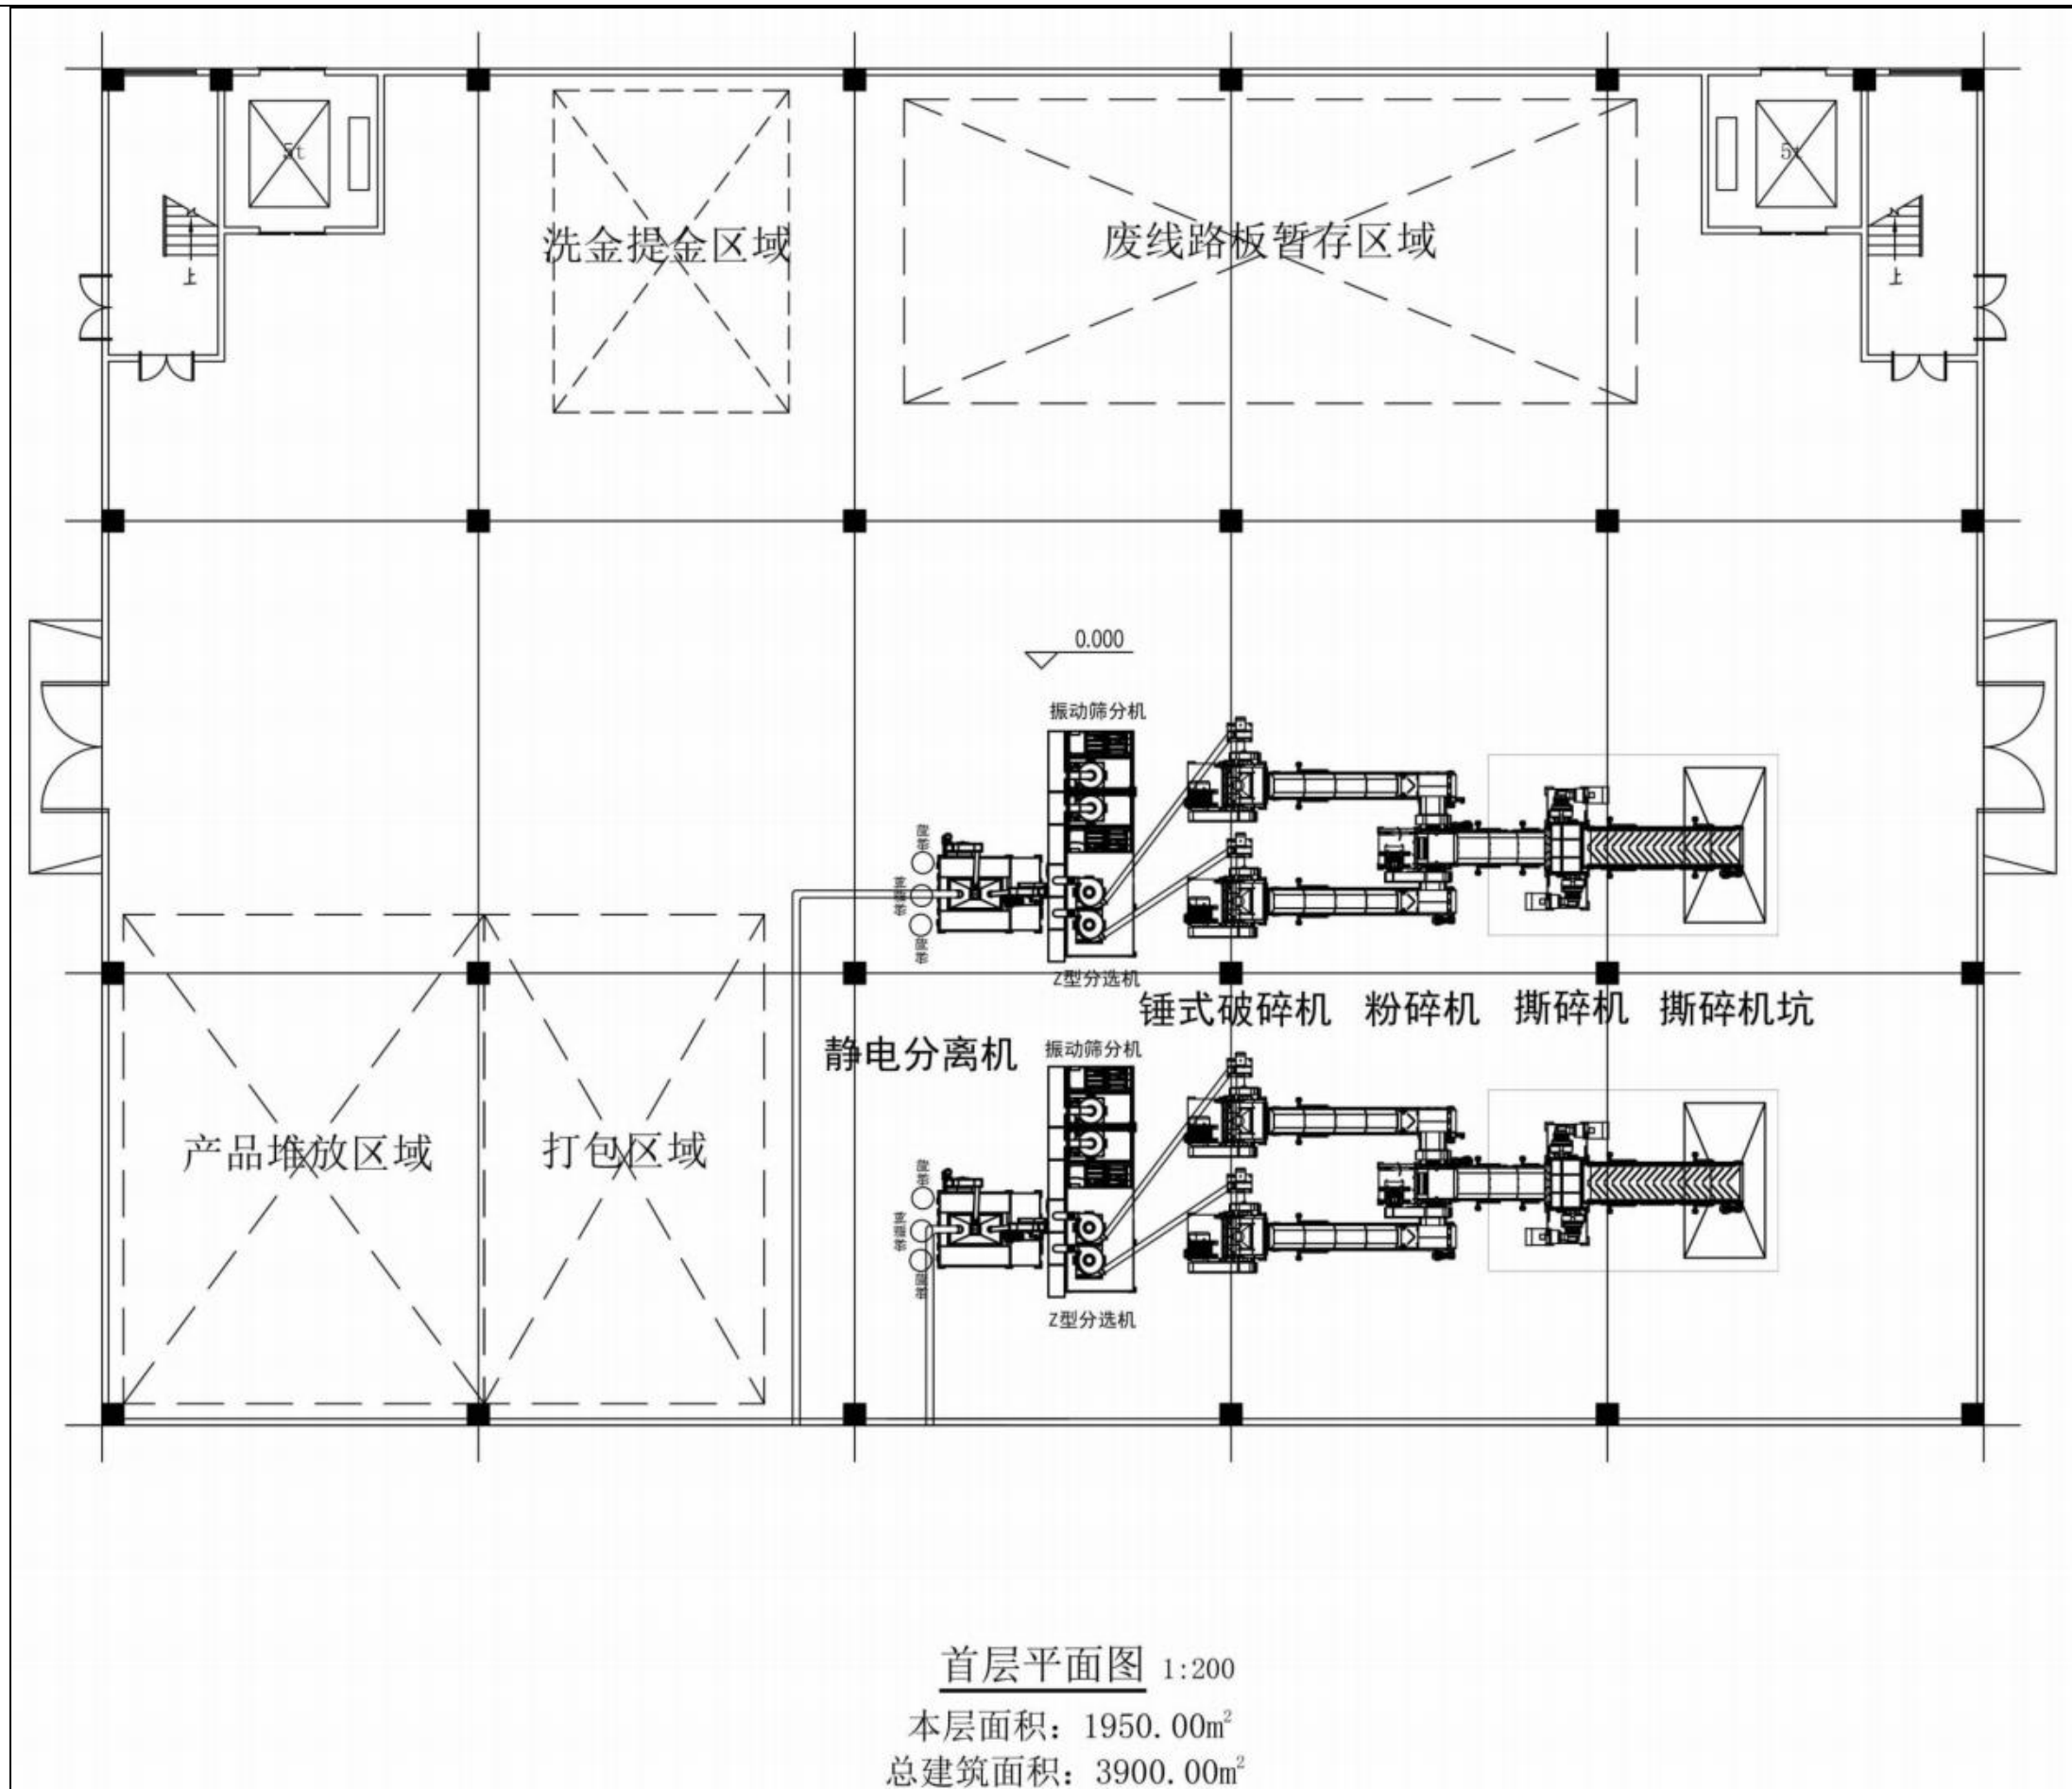 5t
洗金提金区域
废线路板暂存区域
5t
上
上
0.000
振动筛分机
Z型分选机
锤式破碎机
粉碎机
撕碎机
撕碎机坑
静电分离机
振动筛分机
产品堆放区域
打包区域
Z型分选机
首层平面图 1:200
本层面积：1950.00m²
总建筑面积：3900.00m²